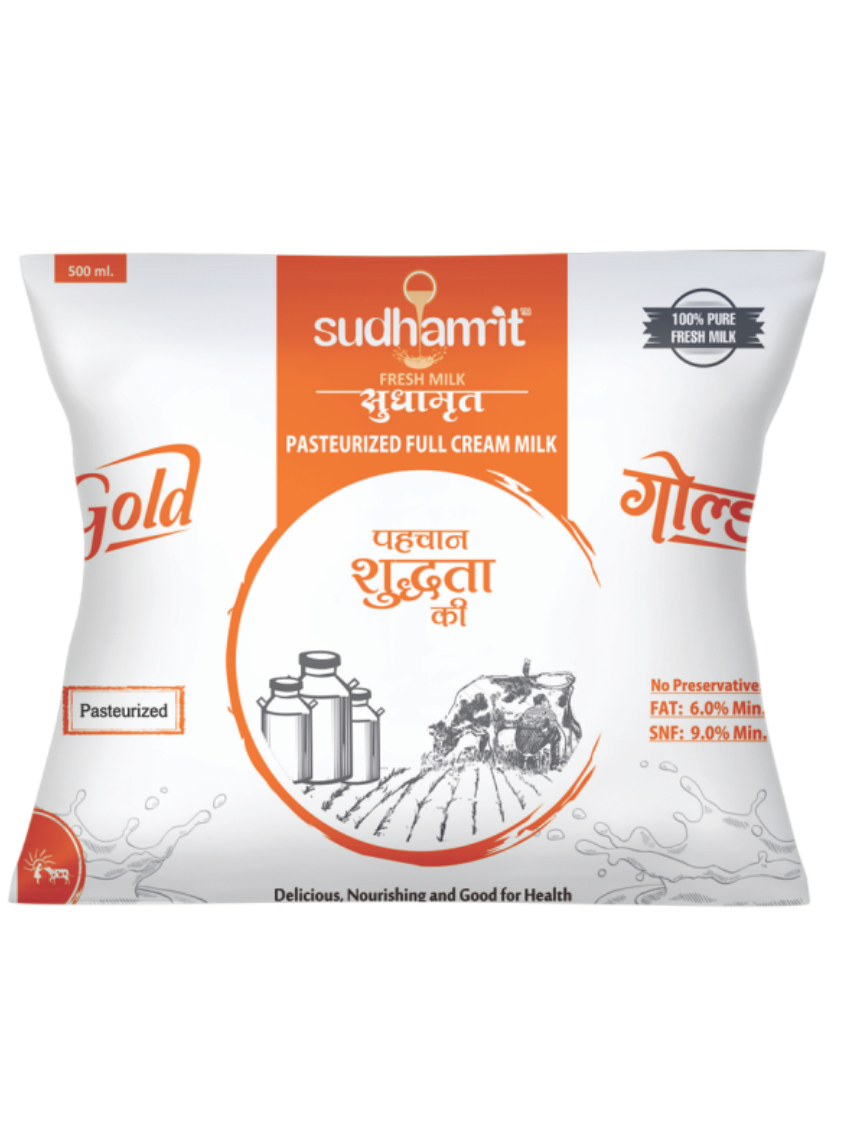 500 ml.
sudhamrit
FRESH MILK
सुधामृत
PASTEURIZED FULL CREAM MILK
100% PURE
FRESH MILK
Gold
गोल्ड
पहचान
शुद्धता
की
Pasteurized
No Preservative
FAT: 6.0% Min.
SNF: 9.0% Min.
Delicious, Nourishing and Good for Health